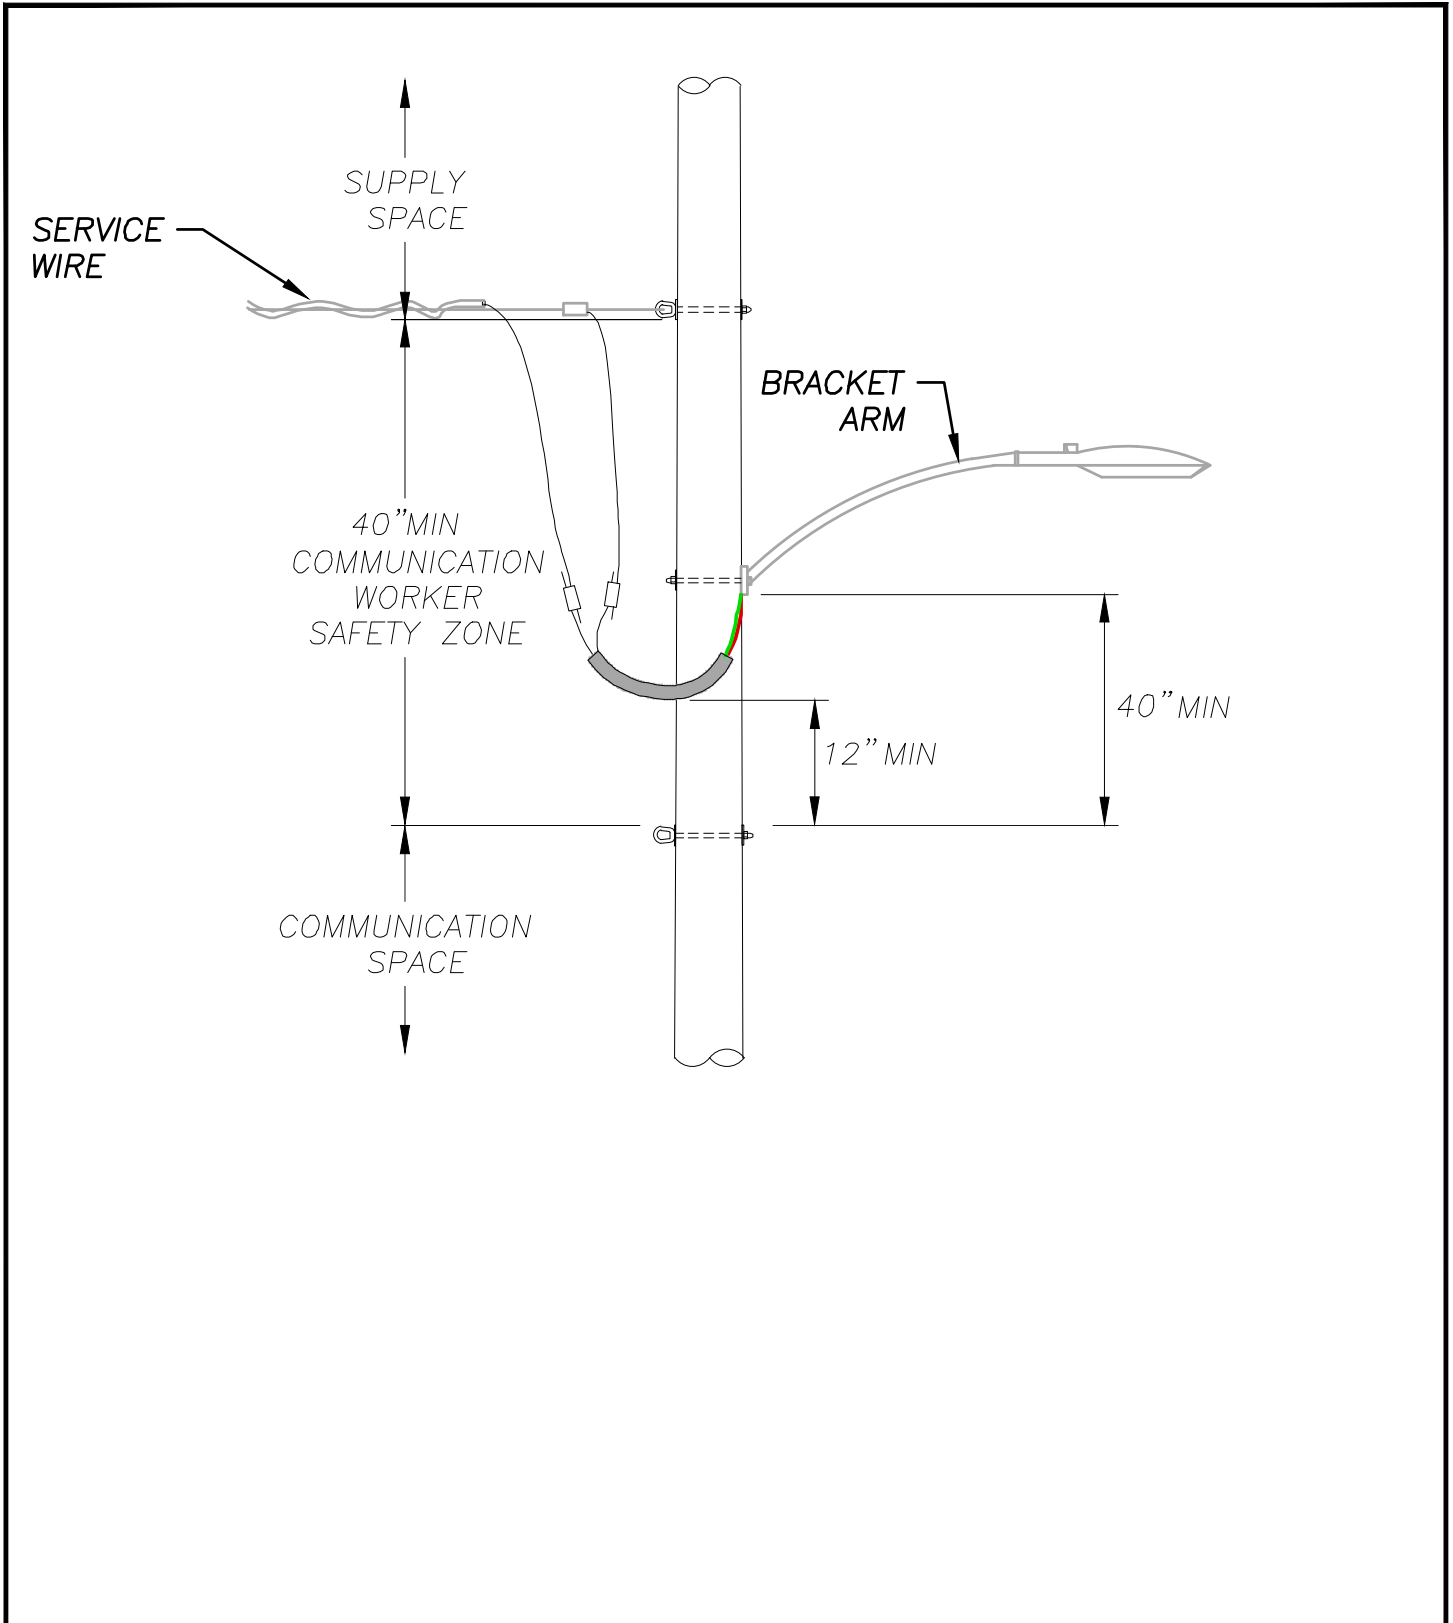 SUPPLY
SPACE
SERVICE
WIRE
BRACKET
ARM
40"MIN
COMMUNICATION
WORKER
SAFETY ZONE
40"MIN
12"MIN
COMMUNICATION
SPACE